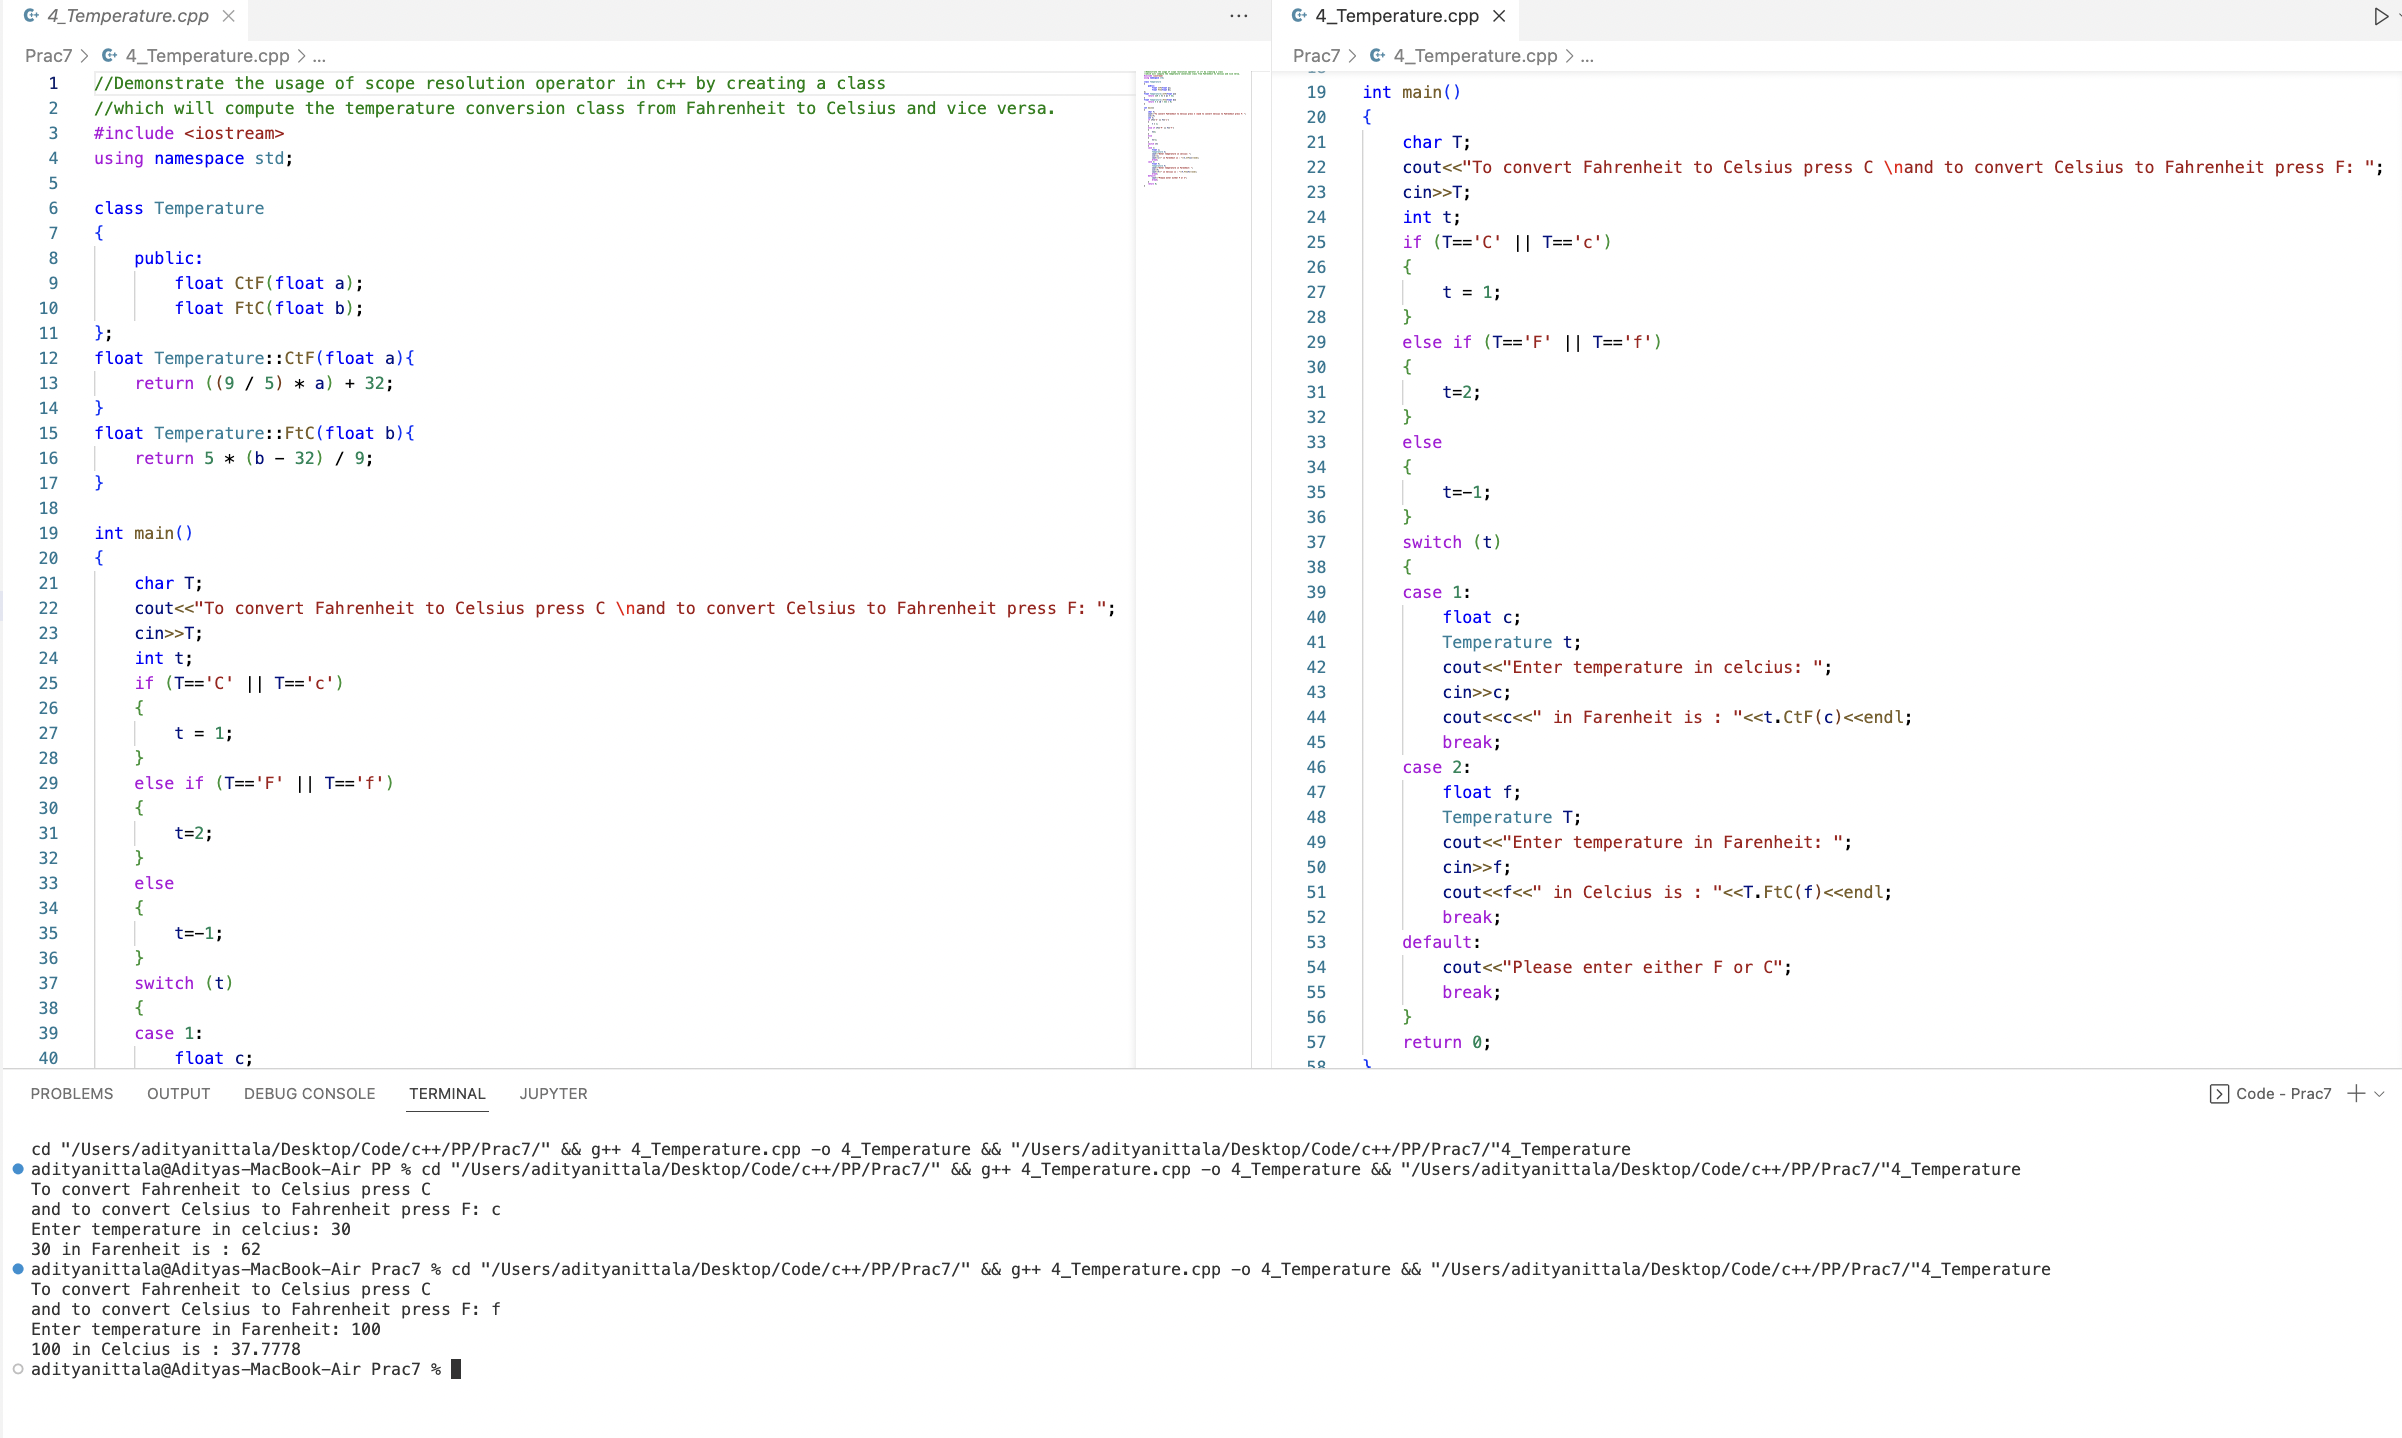 4_Temperature.cpp
Prac7 > 4_Temperature.cpp > ...
1 //Demonstrate the usage of scope resolution operator in c++ by creating a class
2 //which will compute the temperature conversion class from Fahrenheit to Celsius and vice versa.
3 #include <iostream>
4 using namespace std;
5
6 class Temperature
7 {
8     public:
9         float CtF(float a);
10         float FtC(float b);
11 };
12 float Temperature::CtF(float a){
13     return ((9 / 5) * a) + 32;
14 }
15 float Temperature::FtC(float b){
16     return 5 * (b - 32) / 9;
17 }
18
19 int main()
20 {
21     char T;
22     cout<<"To convert Fahrenheit to Celsius press C \nand to convert Celsius to Fahrenheit press F: ";
23     cin>>T;
24     int t;
25     if (T=='C' || T=='c')
26     {
27         t = 1;
28     }
29     else if (T=='F' || T=='f')
30     {
31         t=2;
32     }
33     else
34     {
35         t=-1;
36     }
37     switch (t)
38     {
39     case 1:
40         float c;
4_Temperature.cpp
Prac7 > 4_Temperature.cpp > ...
19 int main()
20 {
21     char T;
22     cout<<"To convert Fahrenheit to Celsius press C \nand to convert Celsius to Fahrenheit press F: ";
23     cin>>T;
24     int t;
25     if (T=='C' || T=='c')
26     {
27         t = 1;
28     }
29     else if (T=='F' || T=='f')
30     {
31         t=2;
32     }
33     else
34     {
35         t=-1;
36     }
37     switch (t)
38     {
39     case 1:
40         float c;
41         Temperature t;
42         cout<<"Enter temperature in celcius: ";
43         cin>>c;
44         cout<<c<<" in Farenheit is : "<<t.CtF(c)<<endl;
45         break;
46     case 2:
47         float f;
48         Temperature T;
49         cout<<"Enter temperature in Farenheit: ";
50         cin>>f;
51         cout<<f<<" in Celcius is : "<<T.FtC(f)<<endl;
52         break;
53     default:
54         cout<<"Please enter either F or C";
55         break;
56     }
57     return 0;
58 }
PROBLEMS OUTPUT DEBUG CONSOLE TERMINAL JUPYTER Code - Prac7
cd "/Users/adityanittala/Desktop/Code/c++/PP/Prac7/" && g++ 4_Temperature.cpp -o 4_Temperature && "/Users/adityanittala/Desktop/Code/c++/PP/Prac7/"4_Temperature
adityanittala@Adityas-MacBook-Air PP % cd "/Users/adityanittala/Desktop/Code/c++/PP/Prac7/" && g++ 4_Temperature.cpp -o 4_Temperature && "/Users/adityanittala/Desktop/Code/c++/PP/Prac7/"4_Temperature
To convert Fahrenheit to Celsius press C
and to convert Celsius to Fahrenheit press F: c
Enter temperature in celcius: 30
30 in Farenheit is : 62
adityanittala@Adityas-MacBook-Air Prac7 % cd "/Users/adityanittala/Desktop/Code/c++/PP/Prac7/" && g++ 4_Temperature.cpp -o 4_Temperature && "/Users/adityanittala/Desktop/Code/c++/PP/Prac7/"4_Temperature
To convert Fahrenheit to Celsius press C
and to convert Celsius to Fahrenheit press F: f
Enter temperature in Farenheit: 100
100 in Celcius is : 37.7778
adityanittala@Adityas-MacBook-Air Prac7 %